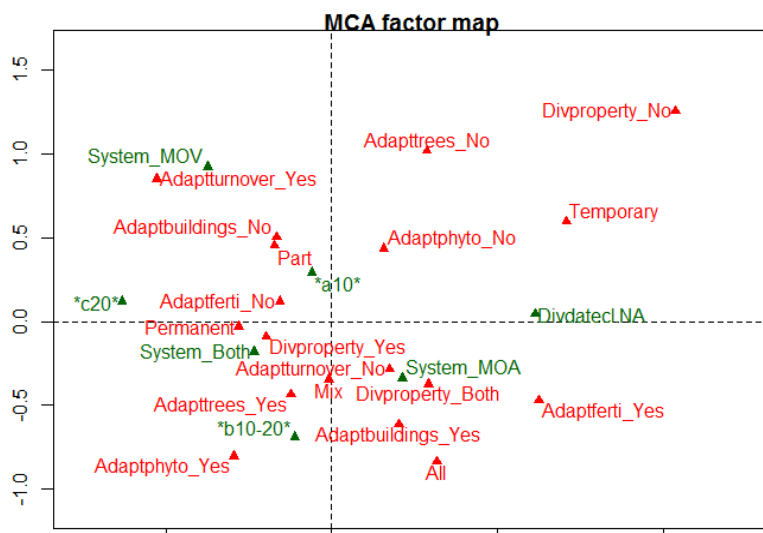 MCA factor map
1.5
Divproperty_No
1.0
Adapttrees_No
System_MOV
Adaptturnover_Yes
Temporary
0.5
Adaptbuildings_No
Adaptphyto_No
Part
*a10*
*c20*
Adaptferti_No
DivdateclNA
0.0
Permanent
Divproperty_Yes
System_Both
Adaptturnover_No
System_MOA
Mix
Divproperty_Both
Adapttrees_Yes
Adaptferti_Yes
-0.5
*b10-20*
Adaptbuildings_Yes
Adaptphyto_Yes
All
-1.0